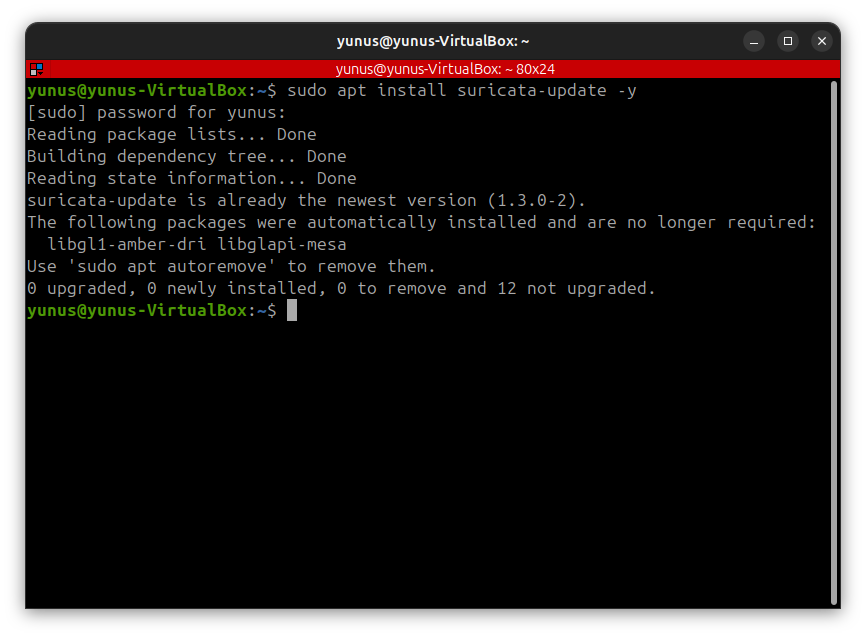 yunus@yunus-VirtualBox: ~
yunus@yunus-VirtualBox: ~ 80x24
yunus@yunus-VirtualBox:~$ sudo apt install suricata-update -y
[sudo] password for yunus:
Reading package lists... Done
Building dependency tree... Done
Reading state information... Done
suricata-update is already the newest version (1.3.0-2).
The following packages were automatically installed and are no longer required:
  libgl1-amber-dri libglapi-mesa
Use 'sudo apt autoremove' to remove them.
0 upgraded, 0 newly installed, 0 to remove and 12 not upgraded.
yunus@yunus-VirtualBox:~$